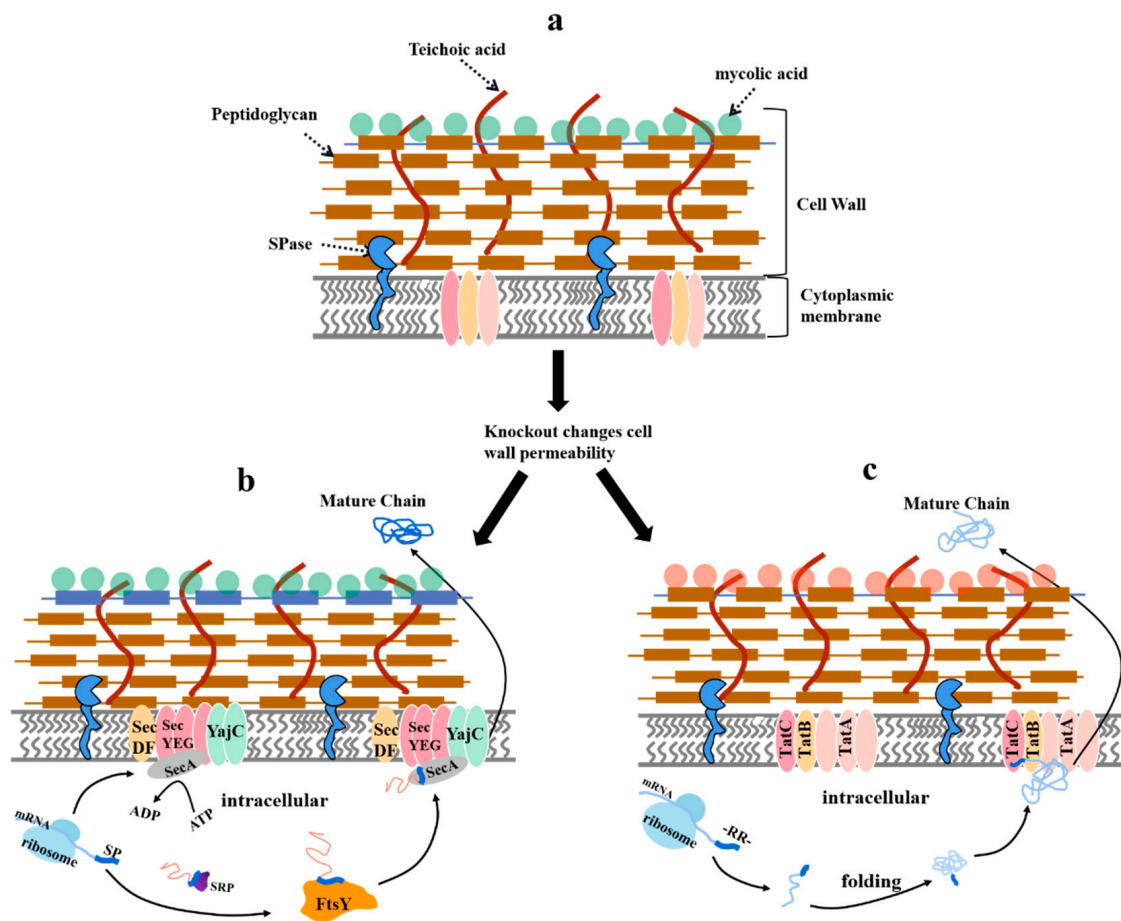 a
Teichoic acid
mycolic acid
Peptidoglycan
Cell Wall
SPase
Cytoplasmic
membrane
Knockout changes cell
wall permeability
b
Mature Chain
Sec
DF
Sec
YEG
YajC
SecA
Sec
DF
Sec
YEG
YajC
SecA
intracellular
ADP
ATP
mRNA
ribosome
SP
SRP
FtsY
c
Mature Chain
TatC
TatB
TatA
TatC
TatB
TatA
intracellular
mRNA
ribosome
-RR-
folding